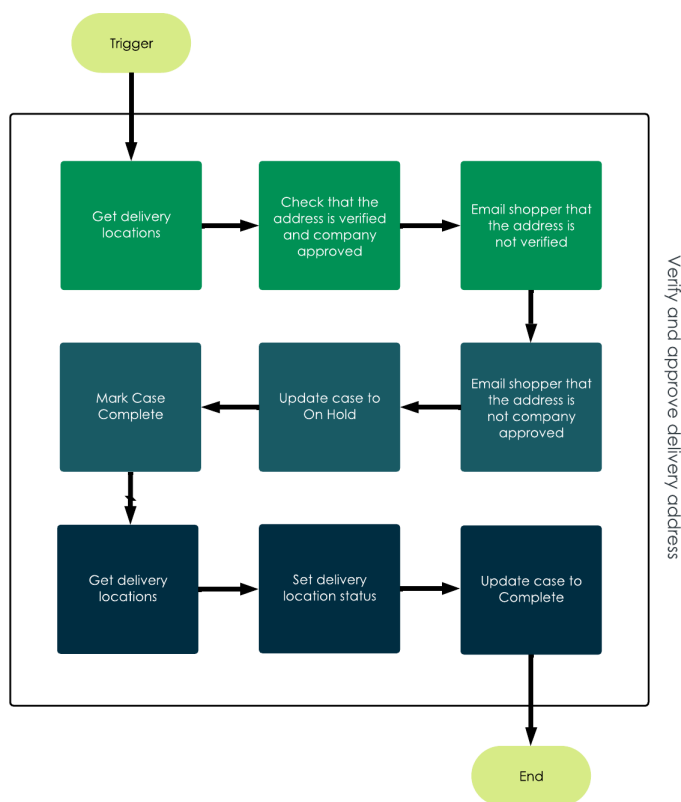 Trigger
Get delivery
locations
Check that the
address is verified
and company
approved
Email shopper that
the address is
not verified
Email shopper that
the address is
not company
approved
Update case to
On Hold
Mark Case
Complete
Get delivery
locations
Set delivery
location status
Update case to
Complete
End
Verify and approve delivery address